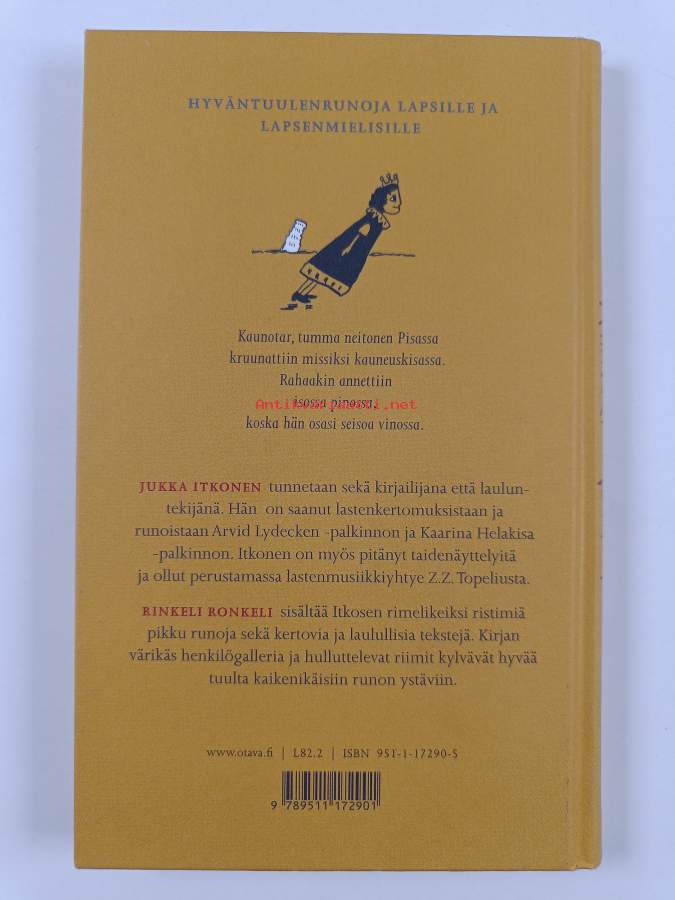 HYVÄNTUULENRUNOJA LAPSILLE JA
LAPSENMIELISILLE
Kaunotar, tumma neitonen Pisassa
kruunattiin missiksi kauneuskisassa.
Rahaakin annettiin
isossa pinossa,
Antikvariaatti.net
koska hän osasi seisoa vinossa.
JUKKA ITKONEN tunnetaan sekä kirjailijana että laulun-
tekijänä. Hän on saanut lastenkertomuksistaan ja
runoistaan Arvid Lydecken -palkinnon ja Kaarina Helakisa
-palkinnon. Itkonen on myös pitänyt taidenäyttelyitä
ja ollut perustamassa lastenmusiikkiyhtye Z.Z. Topeliusta.
RINKELI RONKELI sisältää Itkosen rimelikeiksi ristimiä
pikku runoja sekä kertovia ja laulullisia tekstejä. Kirjan
värikäs henkilögalleria ja hulluttelevat riimit kylvävät hyvää
tuulta kaikenikäisiin runon ystäviin.
www.otava.fi | L82.2 | ISBN 951-1-17290-5
9 789511 172901